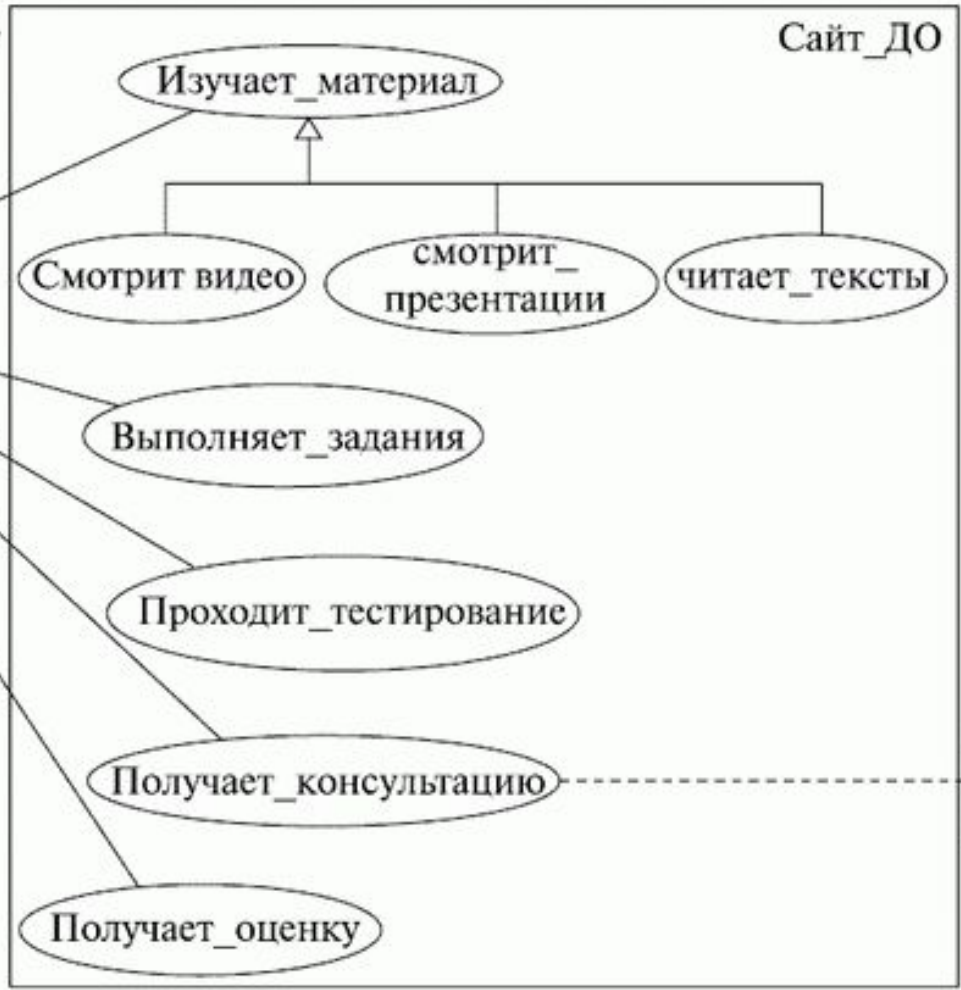 Сайт_ДО
Изучает_материал
Смотрит видео
смотрит_
презентации
читает_тексты
Выполняет_задания
Проходит_тестирование
Получает_консультацию
Получает_оценку